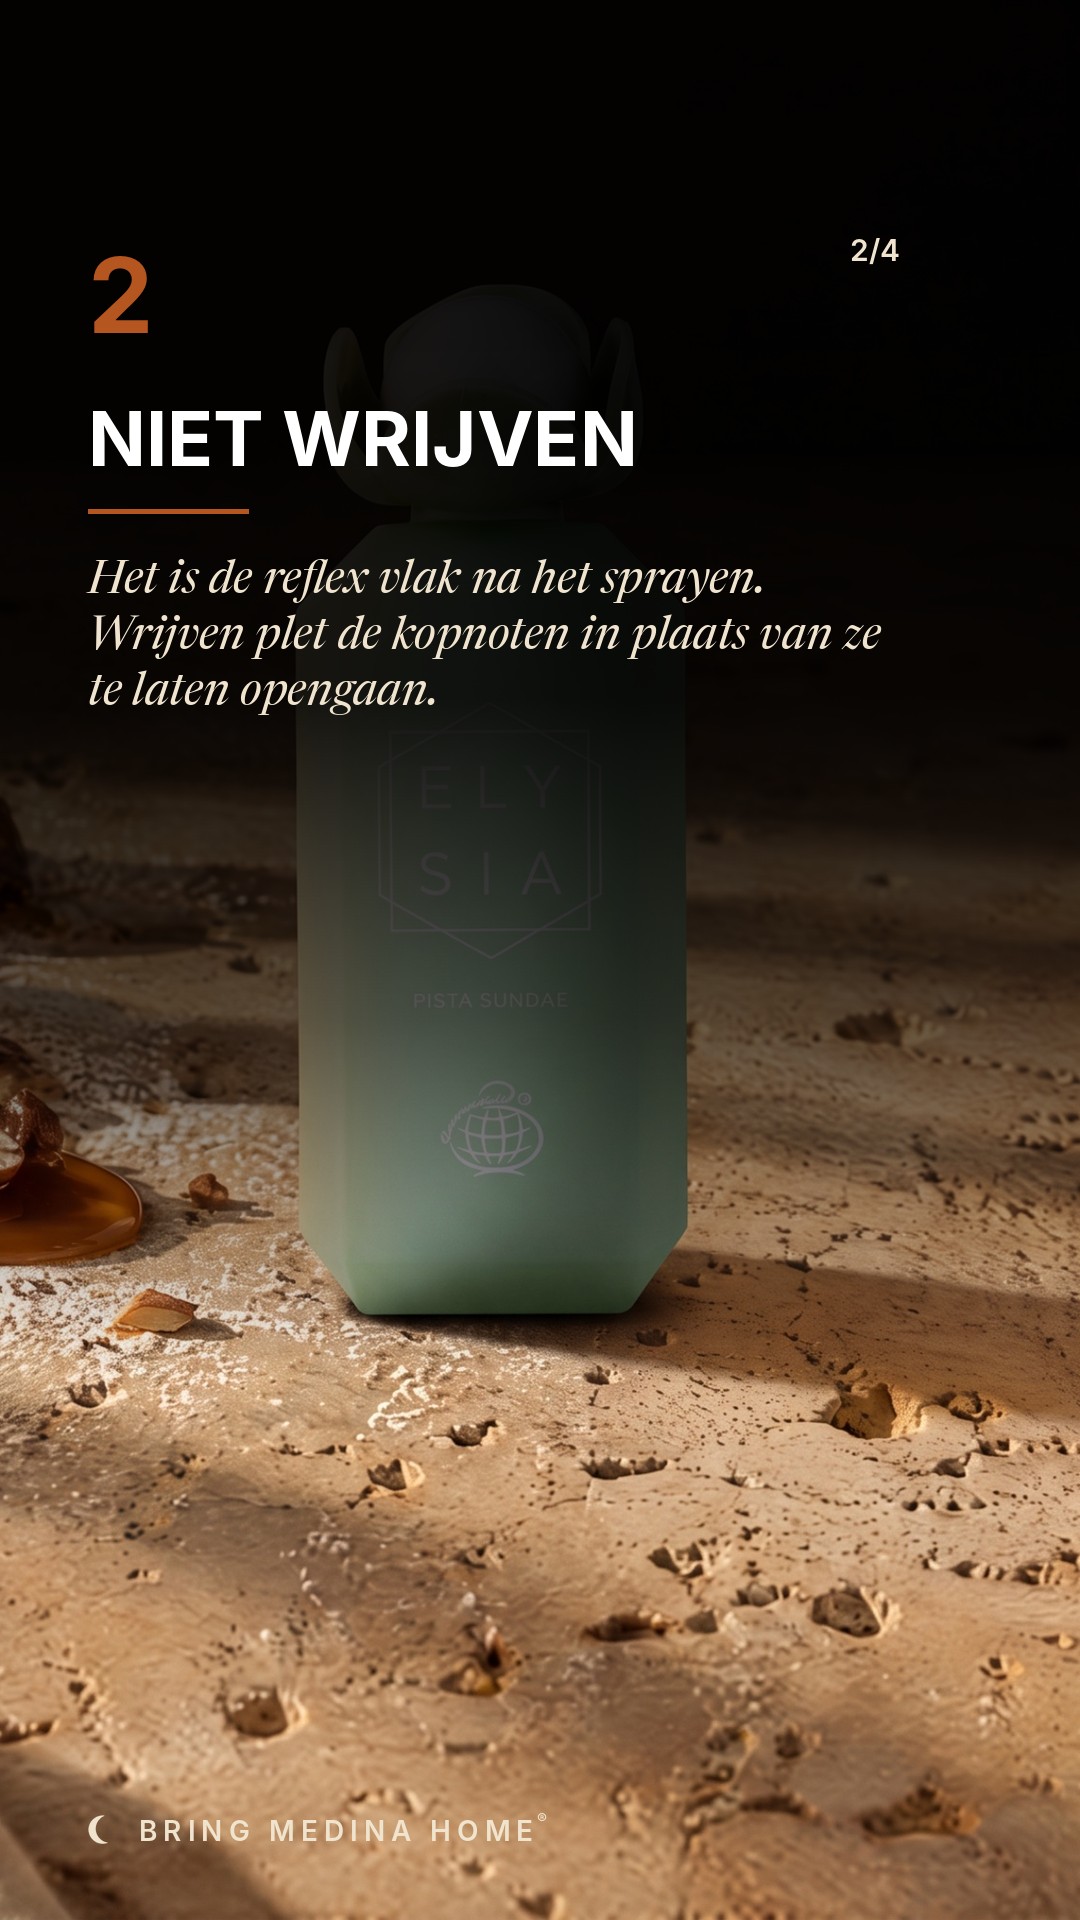 2/4
2
NIET WRIJVEN
Het is de reflex vlak na het sprayen.
Wrijven plet de kopnoten in plaats van ze
te laten opengaan.
ELY
SIA
PISTA SUNDAE
BRING MEDINA HOME®